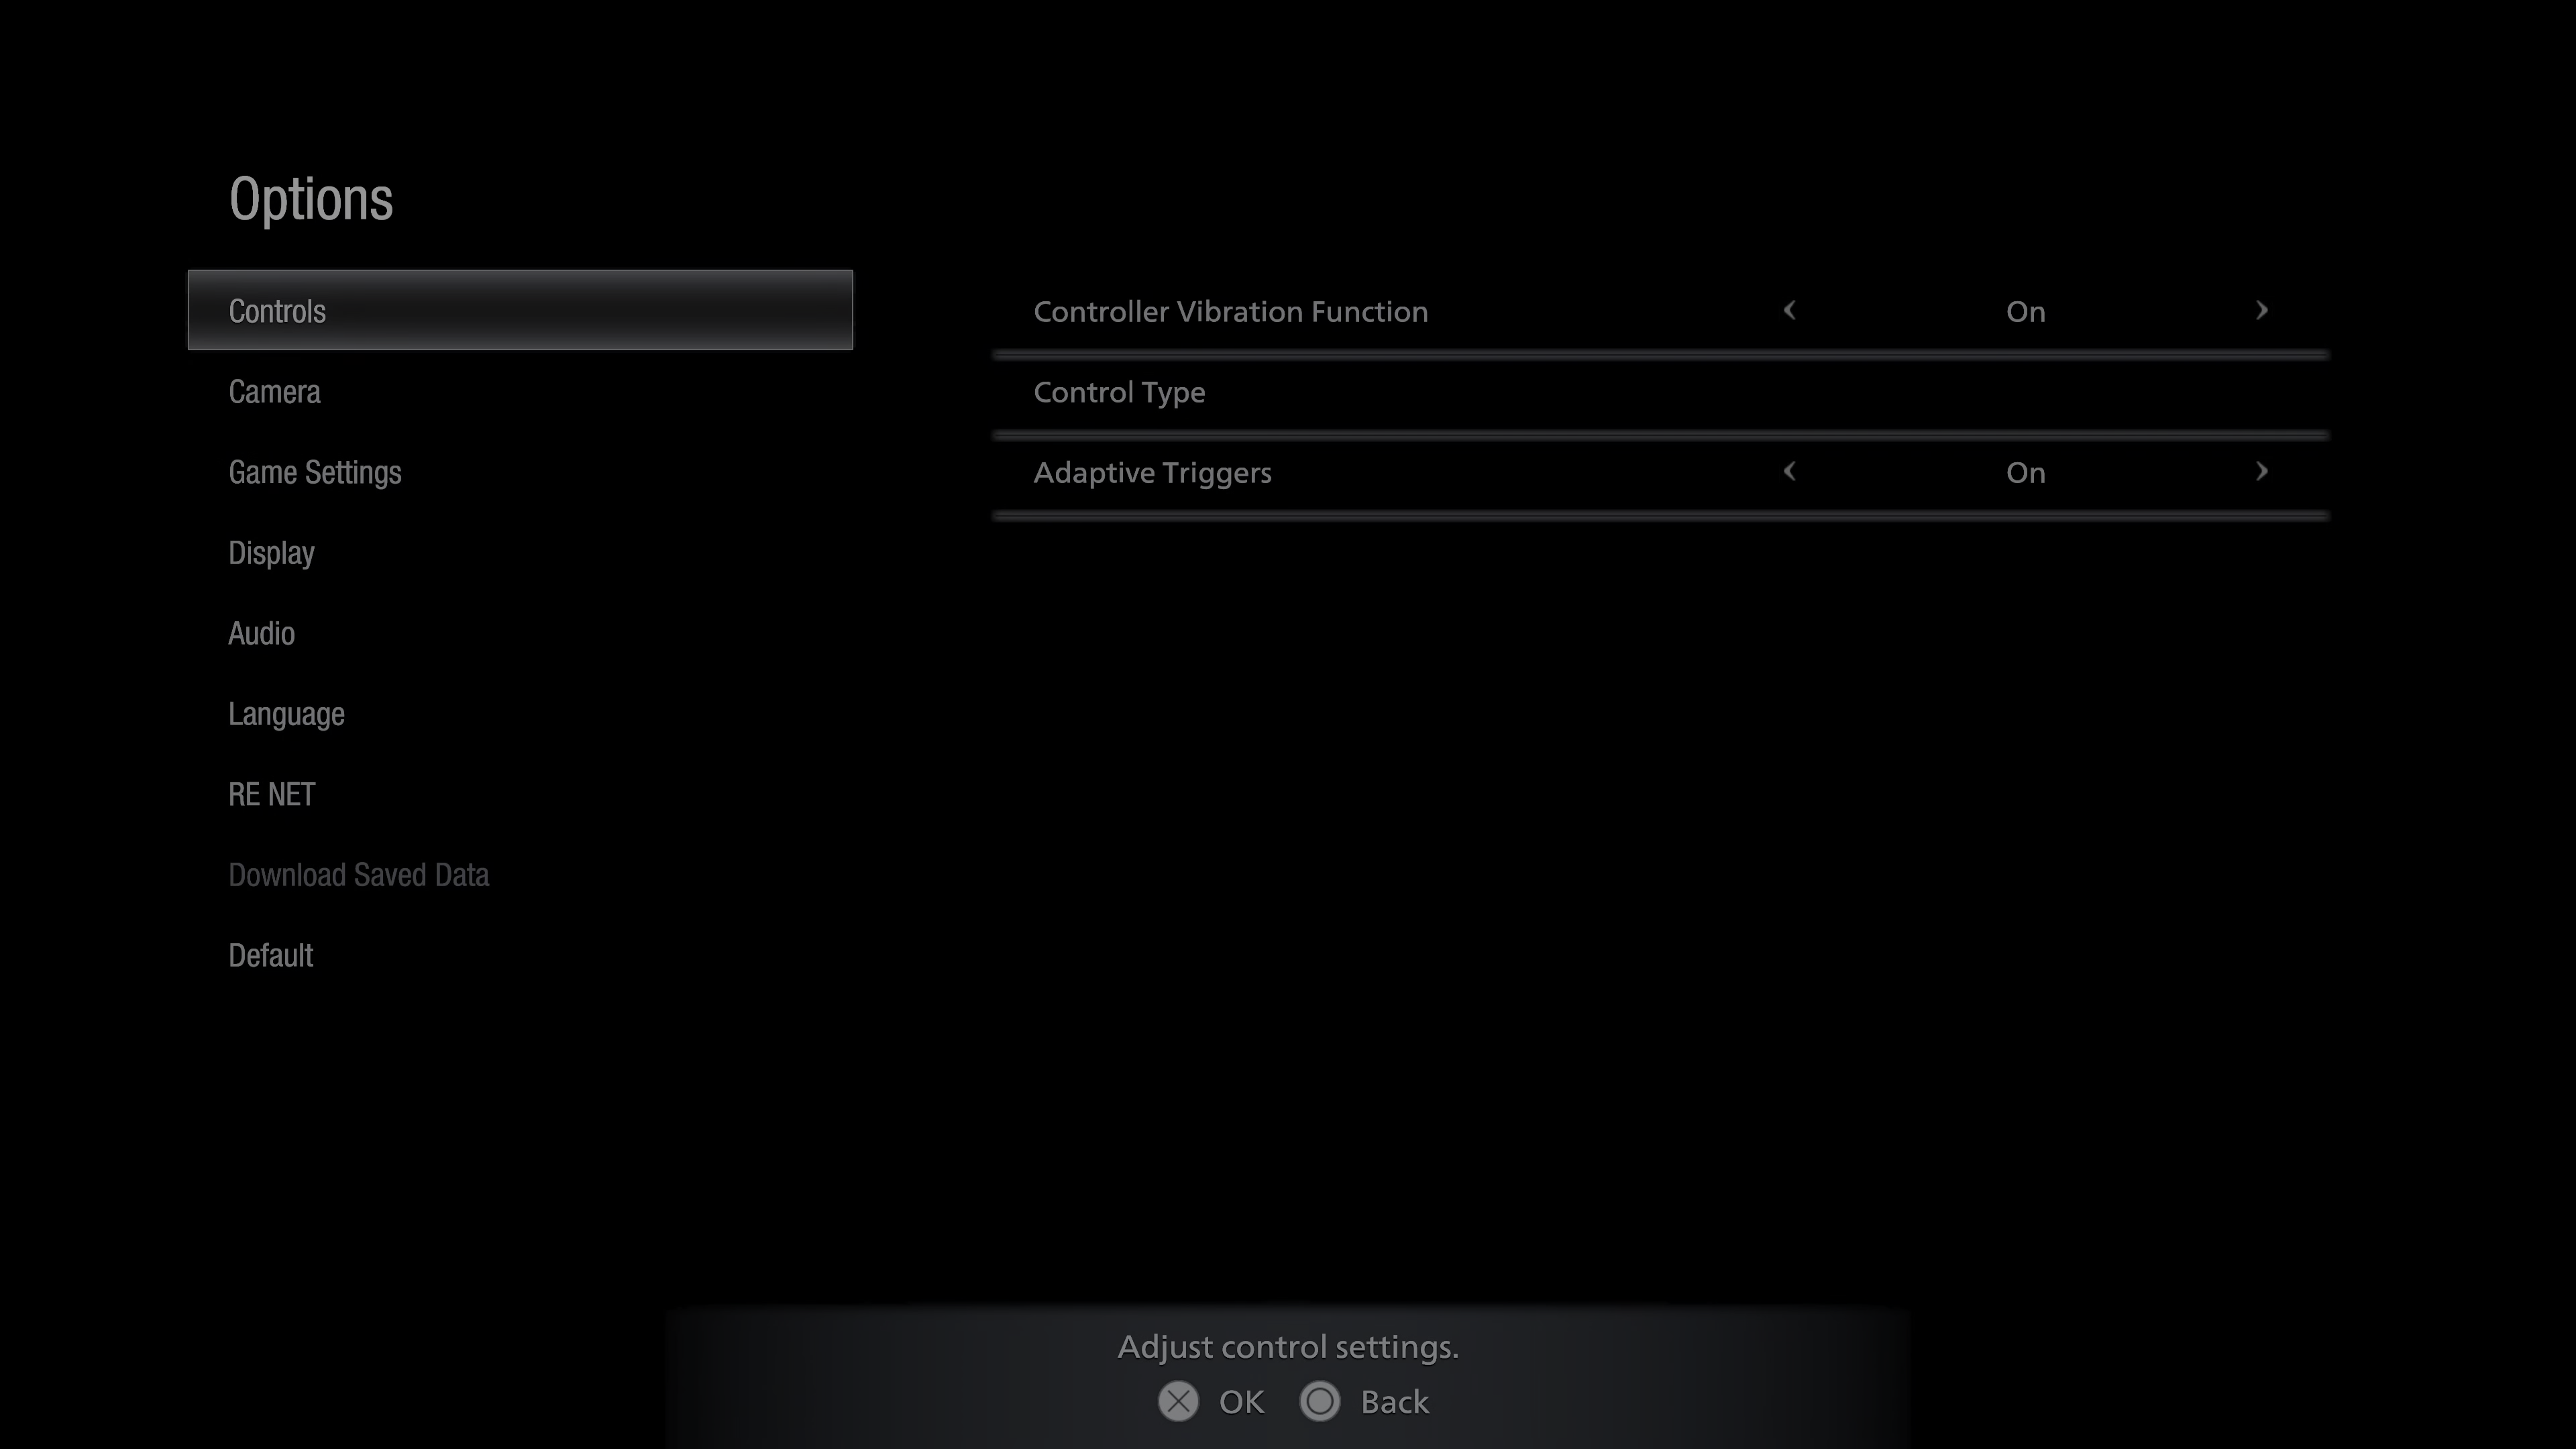 Options
Controls
Camera
Game Settings
Display
Audio
Language
RE NET
Download Saved Data
Default
Controller Vibration Function On
Control Type
Adaptive Triggers On
Adjust control settings.
OK Back